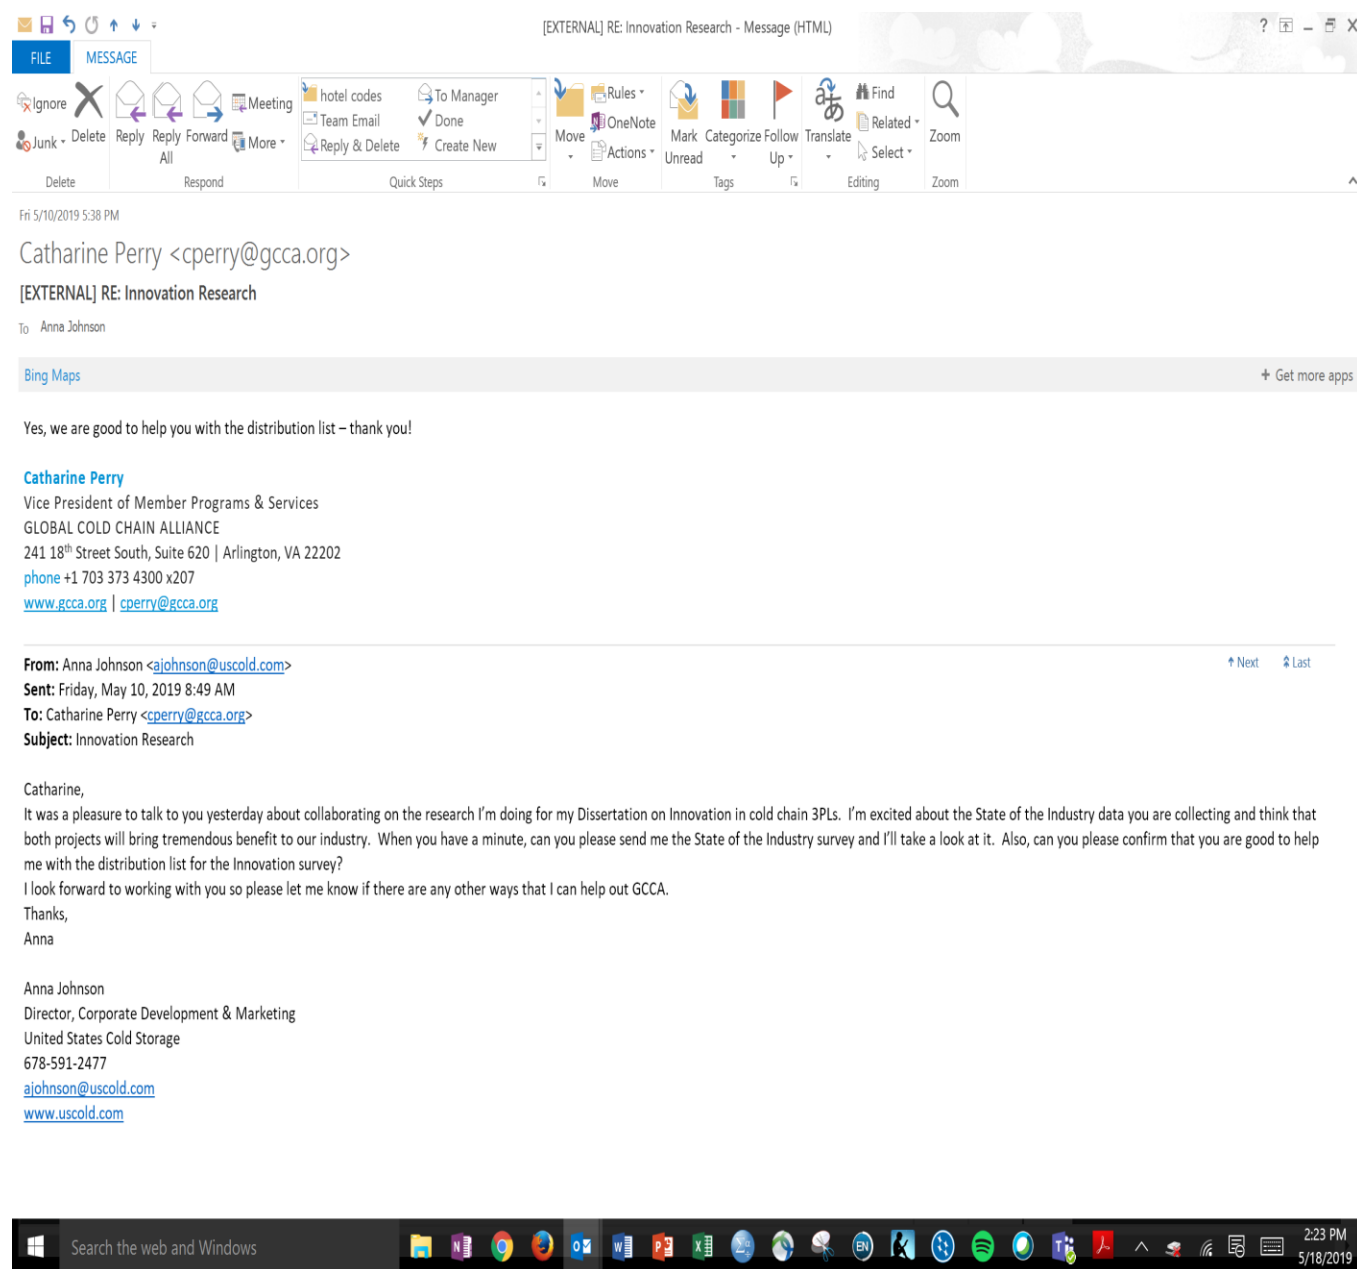 [EXTERNAL] RE: Innovation Research - Message (HTML)
?
FILE MESSAGE
Ignore
Junk
Delete
Reply
Reply All
Forward
Meeting
More
hotel codes
Team Email
Reply & Delete
To Manager
Done
Create New
Move
Rules
OneNote
Actions
Mark Unread
Categorize
Follow Up
Translate
Find
Related
Select
Zoom
Delete Respond Quick Steps Move Tags Editing Zoom
Fri 5/10/2019 5:38 PM
Catharine Perry <cperry@gcca.org>
[EXTERNAL] RE: Innovation Research
To Anna Johnson
Bing Maps + Get more apps
Yes, we are good to help you with the distribution list – thank you!
Catharine Perry
Vice President of Member Programs & Services
GLOBAL COLD CHAIN ALLIANCE
241 18th Street South, Suite 620 | Arlington, VA 22202
phone +1 703 373 4300 x207
www.gcca.org | cperry@gcca.org
From: Anna Johnson <ajohnson@uscold.com> Next Last
Sent: Friday, May 10, 2019 8:49 AM
To: Catharine Perry <cperry@gcca.org>
Subject: Innovation Research
Catharine,
It was a pleasure to talk to you yesterday about collaborating on the research I'm doing for my Dissertation on Innovation in cold chain 3PLs. I'm excited about the State of the Industry data you are collecting and think that
both projects will bring tremendous benefit to our industry. When you have a minute, can you please send me the State of the Industry survey and I'll take a look at it. Also, can you please confirm that you are good to help
me with the distribution list for the Innovation survey?
I look forward to working with you so please let me know if there are any other ways that I can help out GCCA.
Thanks,
Anna
Anna Johnson
Director, Corporate Development & Marketing
United States Cold Storage
678-591-2477
ajohnson@uscold.com
www.uscold.com
Search the web and Windows
EN
2:23 PM
5/18/2019